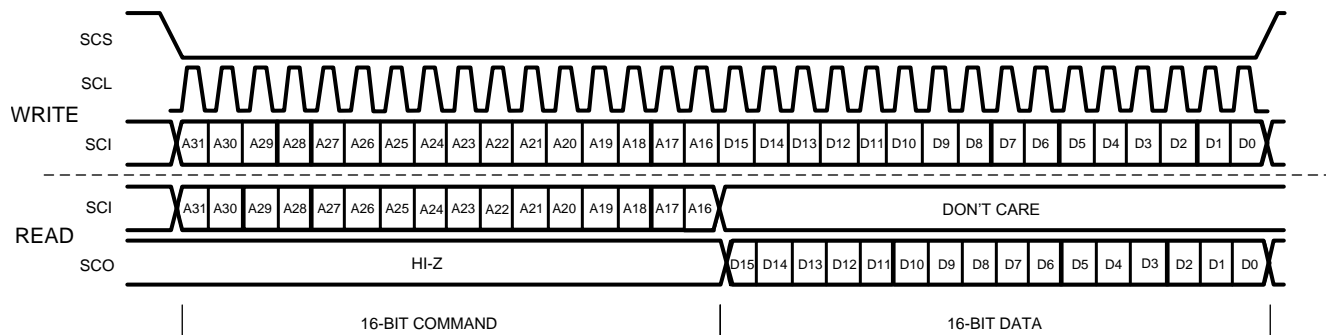 SCS
SCL
WRITE
SCI A31 A30 A29 A28 A27 A26 A25 A24 A23 A22 A21 A20 A19 A18 A17 A16 D15 D14 D13 D12 D11 D10 D9 D8 D7 D6 D5 D4 D3 D2 D1 D0
SCI A31 A30 A29 A28 A27 A26 A25 A24 A23 A22 A21 A20 A19 A18 A17 A16 DON'T CARE
READ
SCO HI-Z D15 D14 D13 D12 D11 D10 D9 D8 D7 D6 D5 D4 D3 D2 D1 D0
16-BIT COMMAND 16-BIT DATA